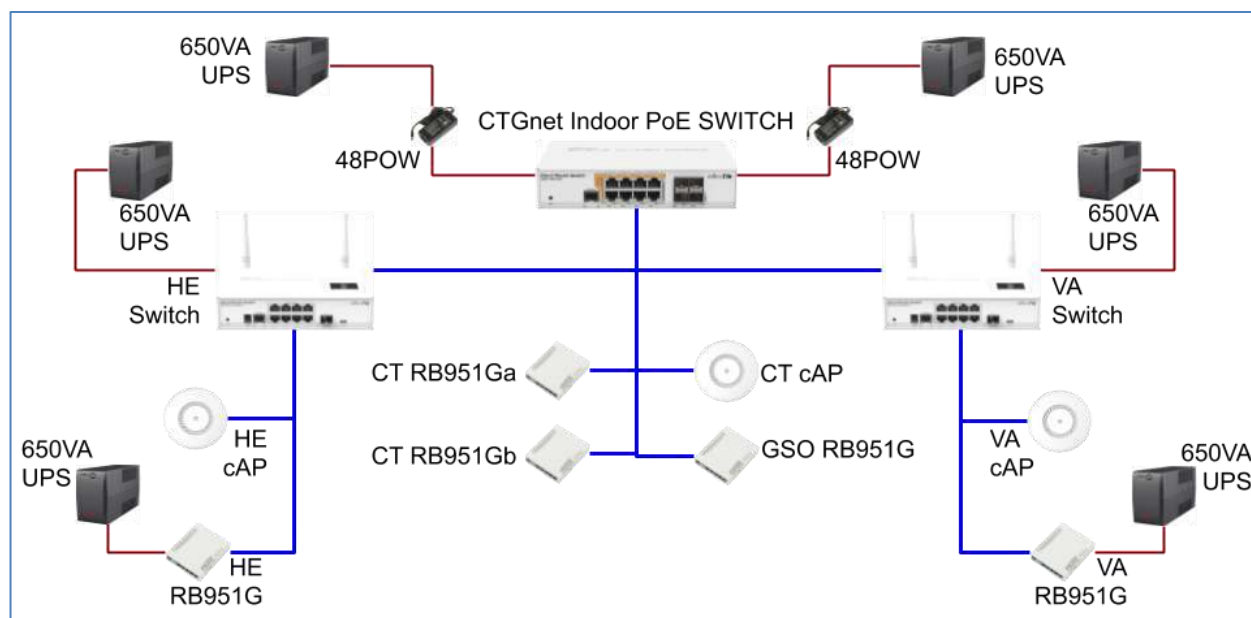 650VA
UPS
650VA
UPS
CTGnet Indoor PoE SWITCH
48POW
48POW
650VA
UPS
650VA
UPS
HE
Switch
VA
Switch
CT RB951Ga
CT cAP
HE
cAP
CT RB951Gb
GSO RB951G
VA
cAP
650VA
UPS
650VA
UPS
HE
RB951G
VA
RB951G